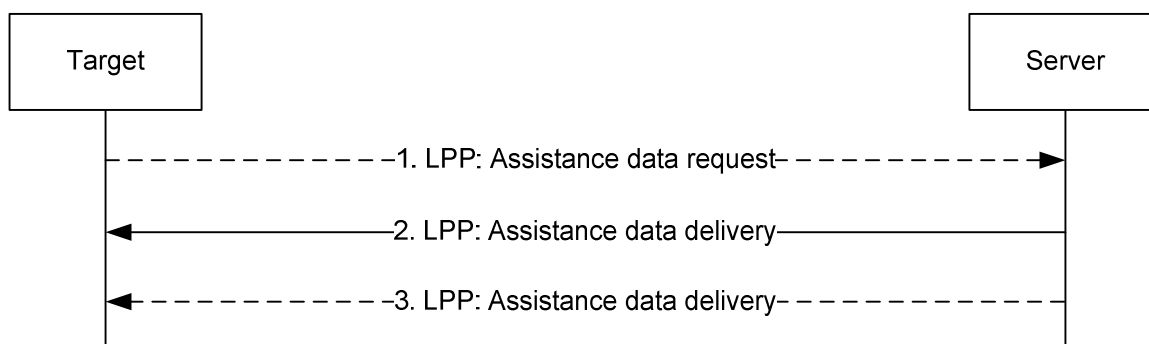 Target
Server
1. LPP: Assistance data request
2. LPP: Assistance data delivery
3. LPP: Assistance data delivery